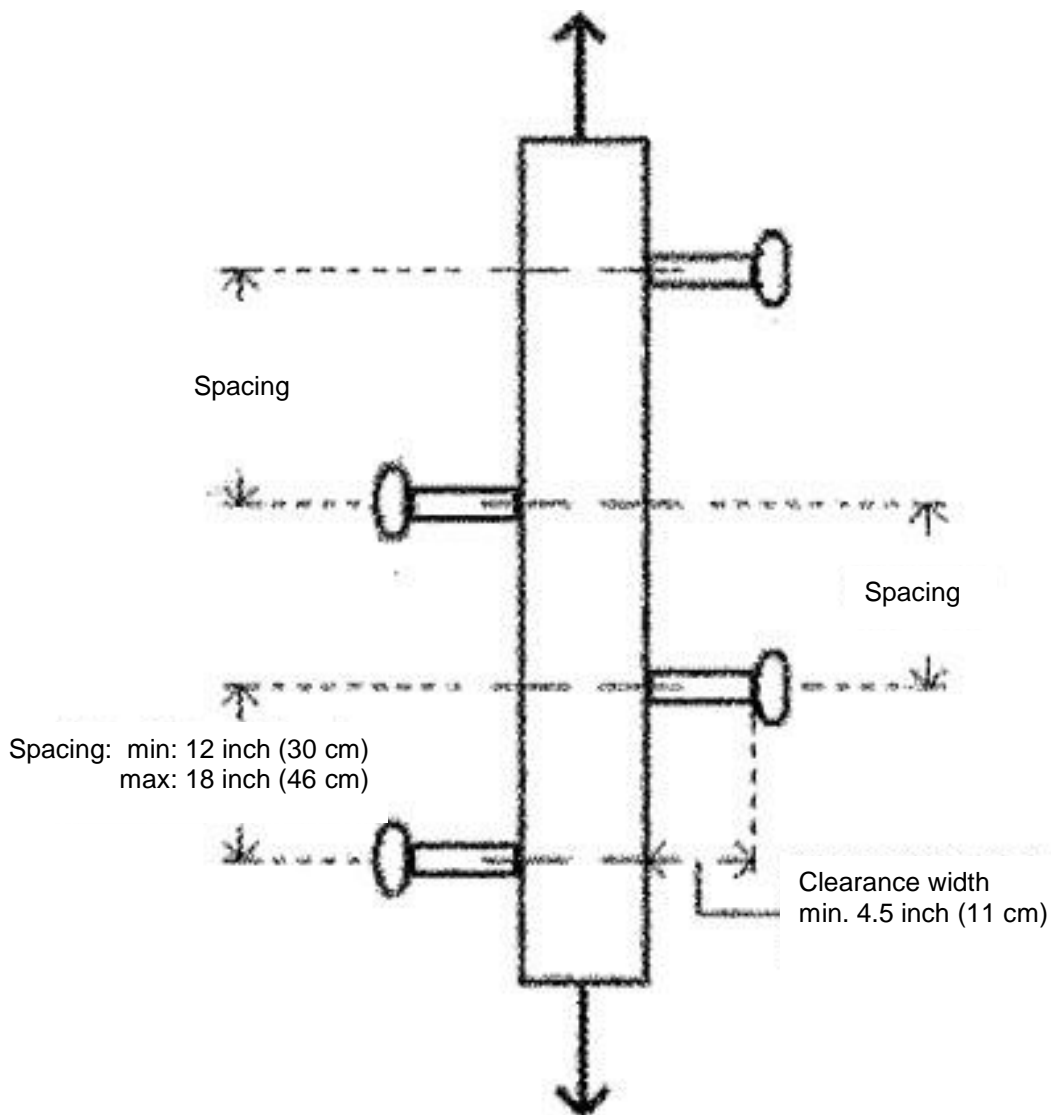 Spacing
Spacing
Spacing: min: 12 inch (30 cm)
max: 18 inch (46 cm)
Clearance width
min. 4.5 inch (11 cm)